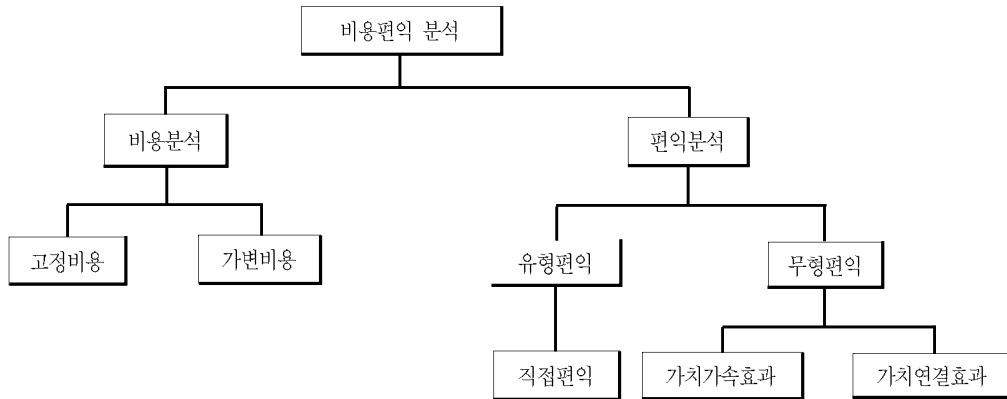 비용편익 분석
비용분석
편익분석
고정비용
가변비용
유형편익
무형편익
직접편익
가치가속효과
가치연결효과